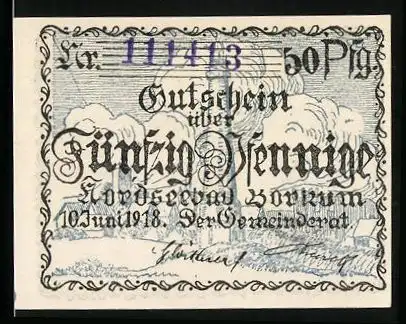 Nr. 111413 50 Pfg.
Gutschein
über
Fünfzig Pfennige
Nordseebad Borkum
10. Juni 1918. Der Gemeinderat.